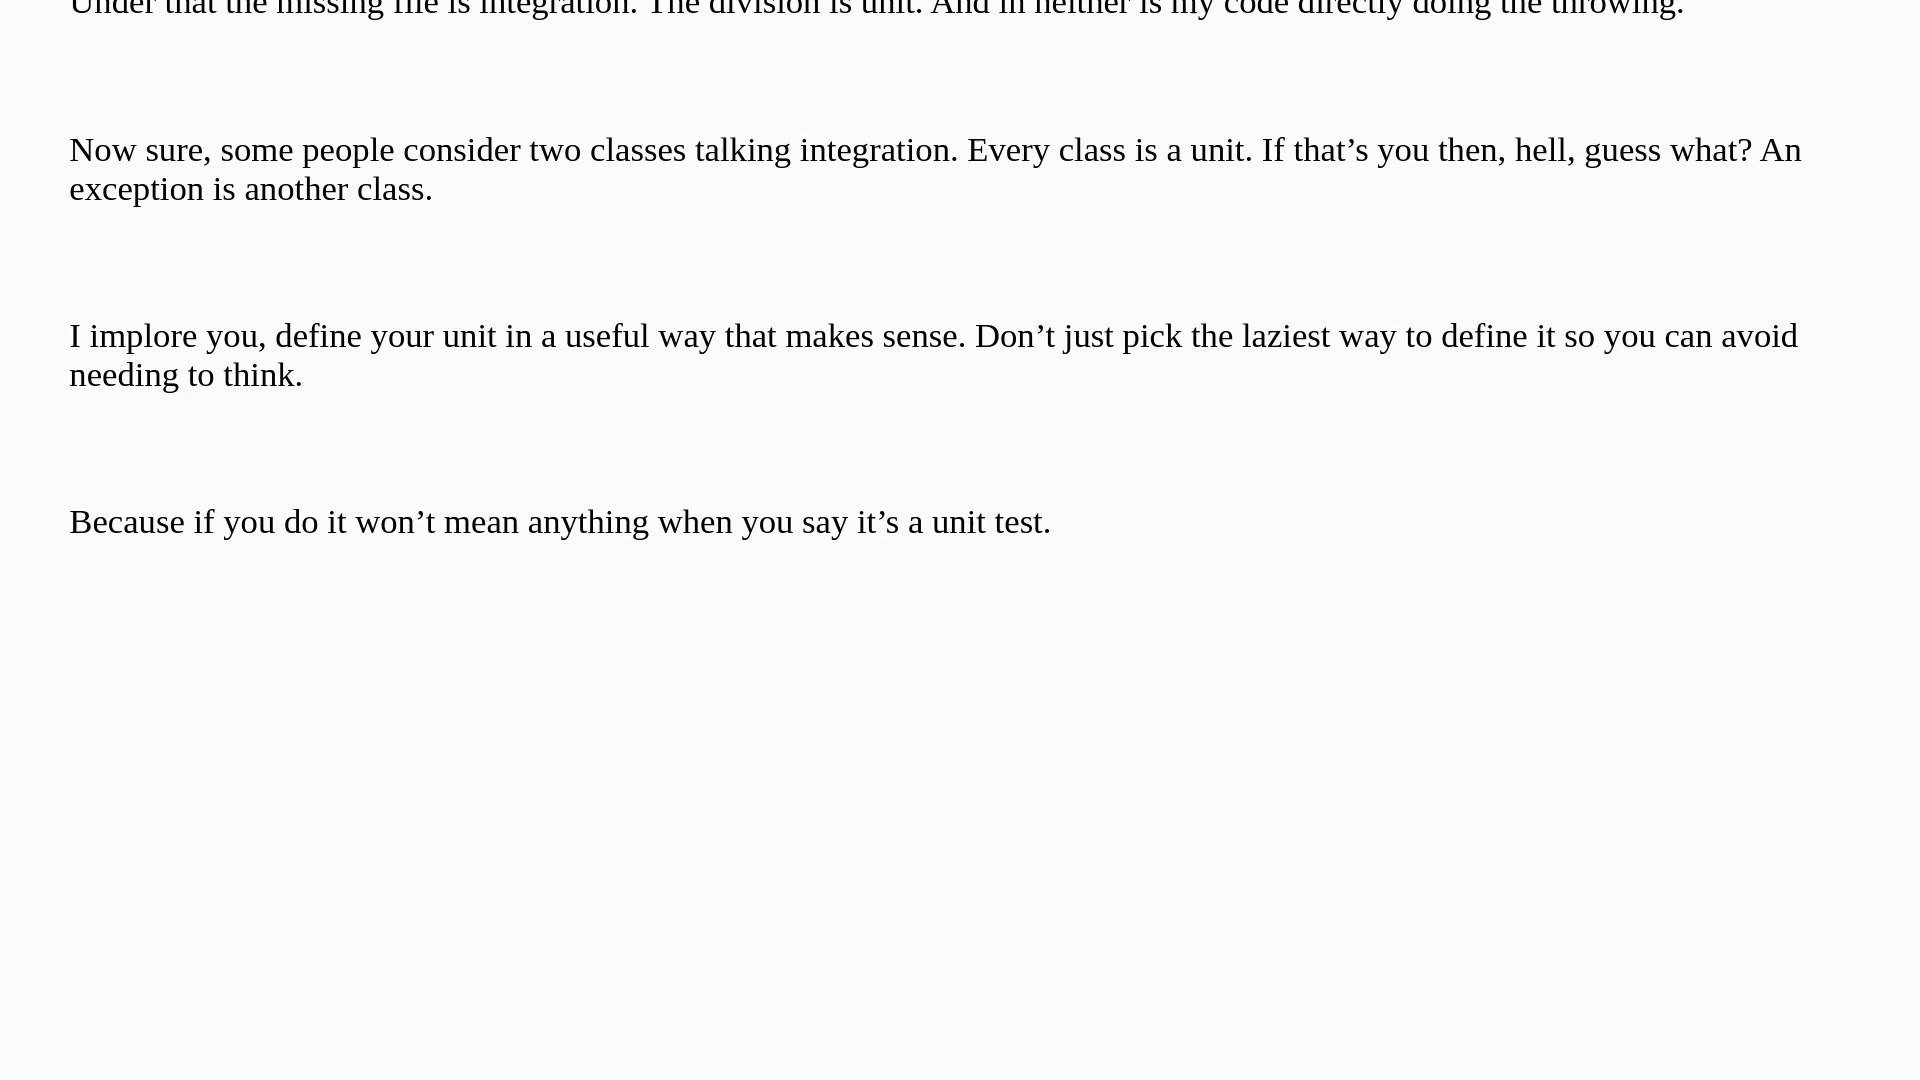 Under that the missing file is integration. The division is unit. And in neither is my code directly doing the throwing.
Now sure, some people consider two classes talking integration. Every class is a unit. If that’s you then, hell, guess what? An
exception is another class.
I implore you, define your unit in a useful way that makes sense. Don’t just pick the laziest way to define it so you can avoid
needing to think.
Because if you do it won’t mean anything when you say it’s a unit test.